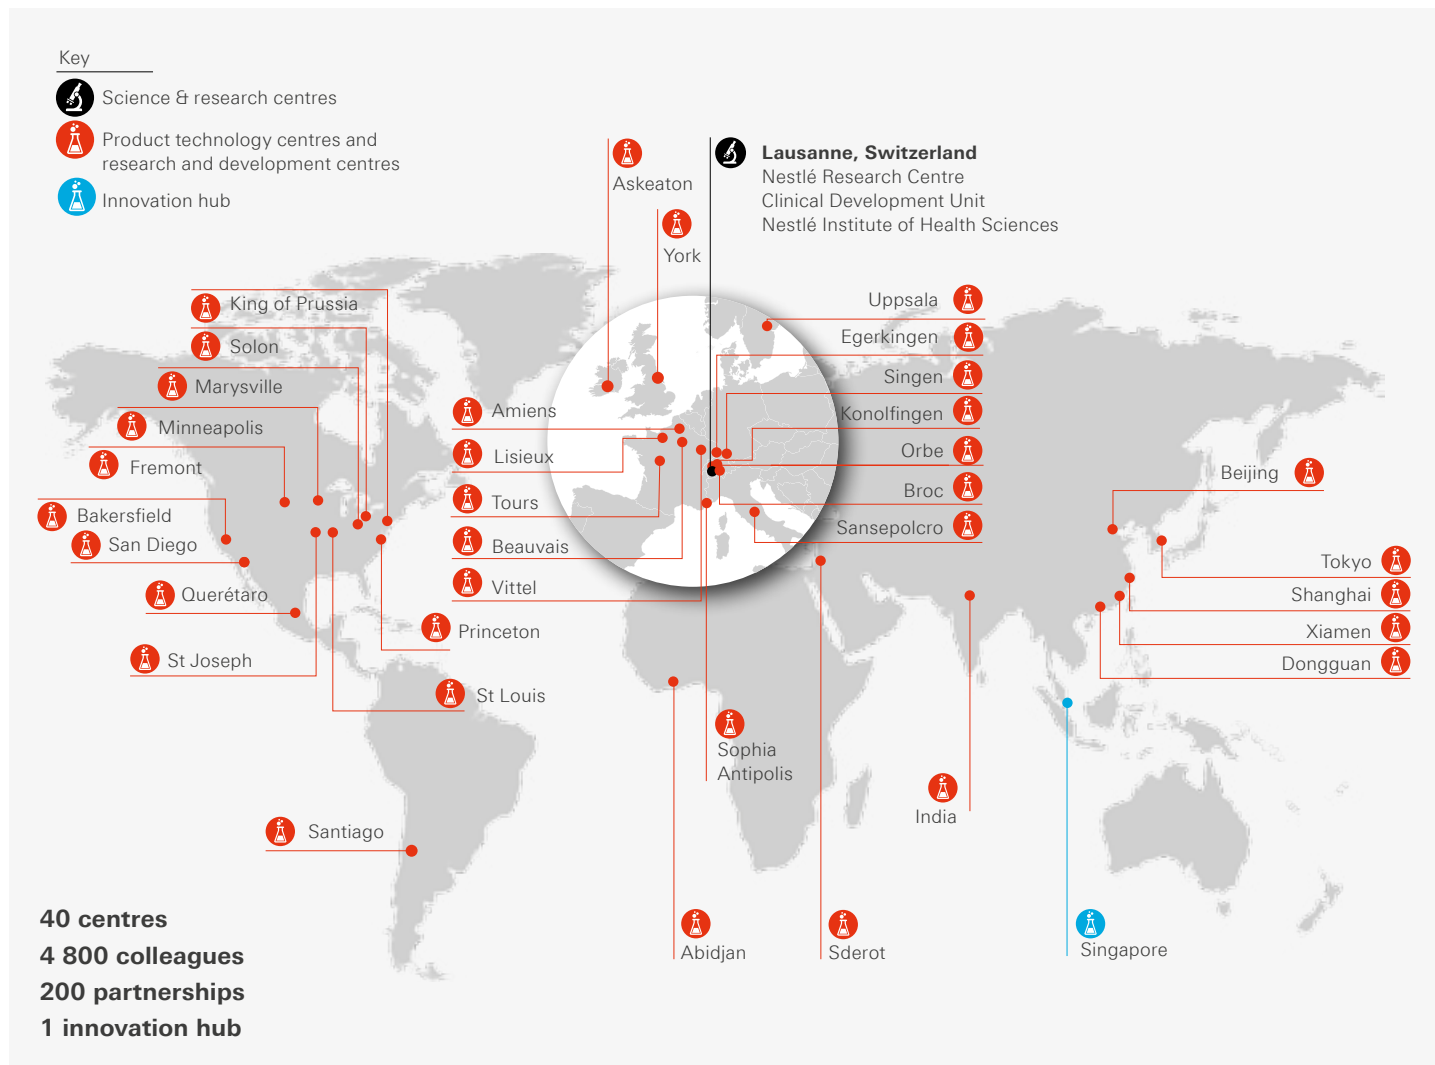 Key
Science & research centres
Product technology centres and
research and development centres
Innovation hub
Askeaton
York
Lausanne, Switzerland
Nestlé Research Centre
Clinical Development Unit
Nestlé Institute of Health Sciences
King of Prussia
Solon
Marysville
Minneapolis
Fremont
Bakersfield
San Diego
Querétaro
St Joseph
Princeton
St Louis
Santiago
Amiens
Lisieux
Tours
Beauvais
Vittel
Uppsala
Egerkingen
Singen
Konolfingen
Orbe
Broc
Sansepolcro
Beijing
Tokyo
Shanghai
Xiamen
Dongguan
Sophia
Antipolis
India
Abidjan
Sderot
Singapore
40 centres
4 800 colleagues
200 partnerships
1 innovation hub